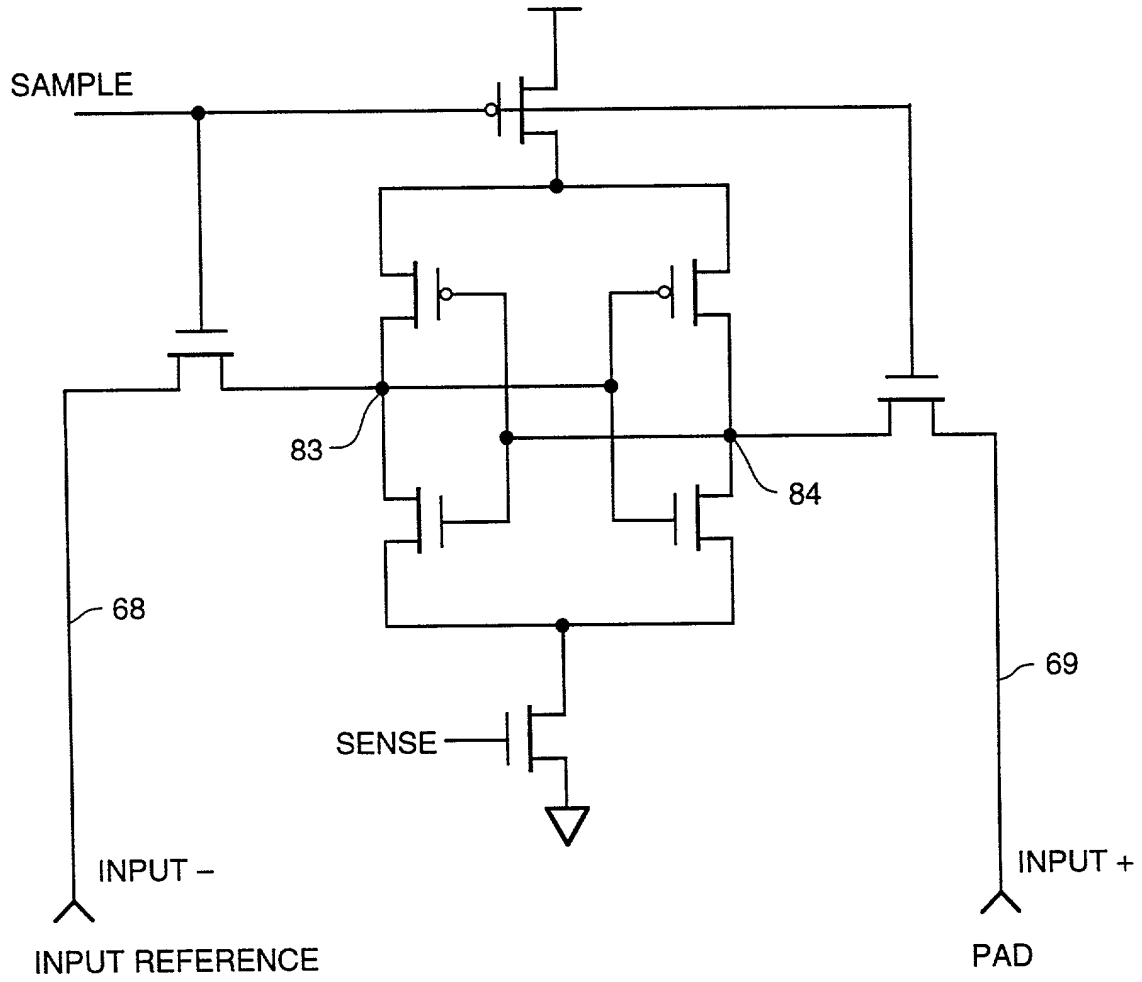 SAMPLE
83
84
68
69
SENSE
INPUT –
INPUT +
INPUT REFERENCE
PAD